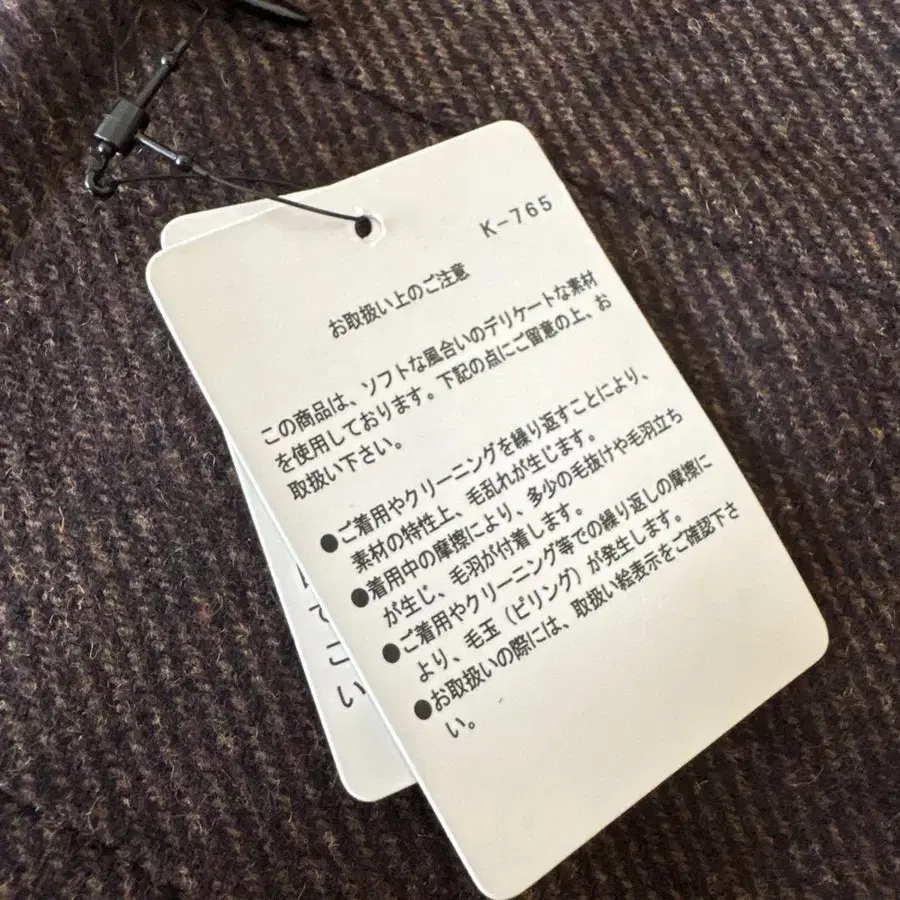 K-765
お取扱い上のご注意
この商品は、ソフトな風合いのデリケートな素材
を使用しております。下記の点にご留意の上、お
取扱い下さい。
●ご着用やクリーニングを繰り返すことにより、
素材の特性上、毛乱れが生じます。
●着用中の摩擦により、多少の毛抜けや毛羽立ち
が生じ、毛羽が付着します。
●ご着用やクリーニング等での繰り返しの摩擦に
より、毛玉（ピリング）が発生します。
●お取扱いの際には、取扱い絵表示をご確認下さ
い。
で
こ
い